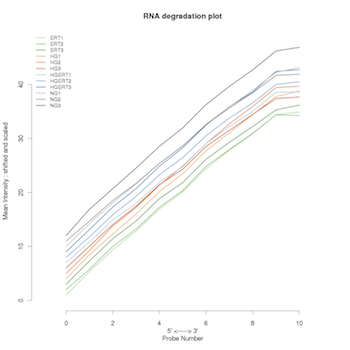 RNA degradation plot
ERT1
ERT2
ERT3
HG1
HG2
HG3
HGERT1
HGERT2
HGERT3
NG1
NG2
NG3
Mean Intensity : shifted and scaled
40
30
20
10
0
0 2 4 6 8 10
5' <-----> 3'
Probe Number